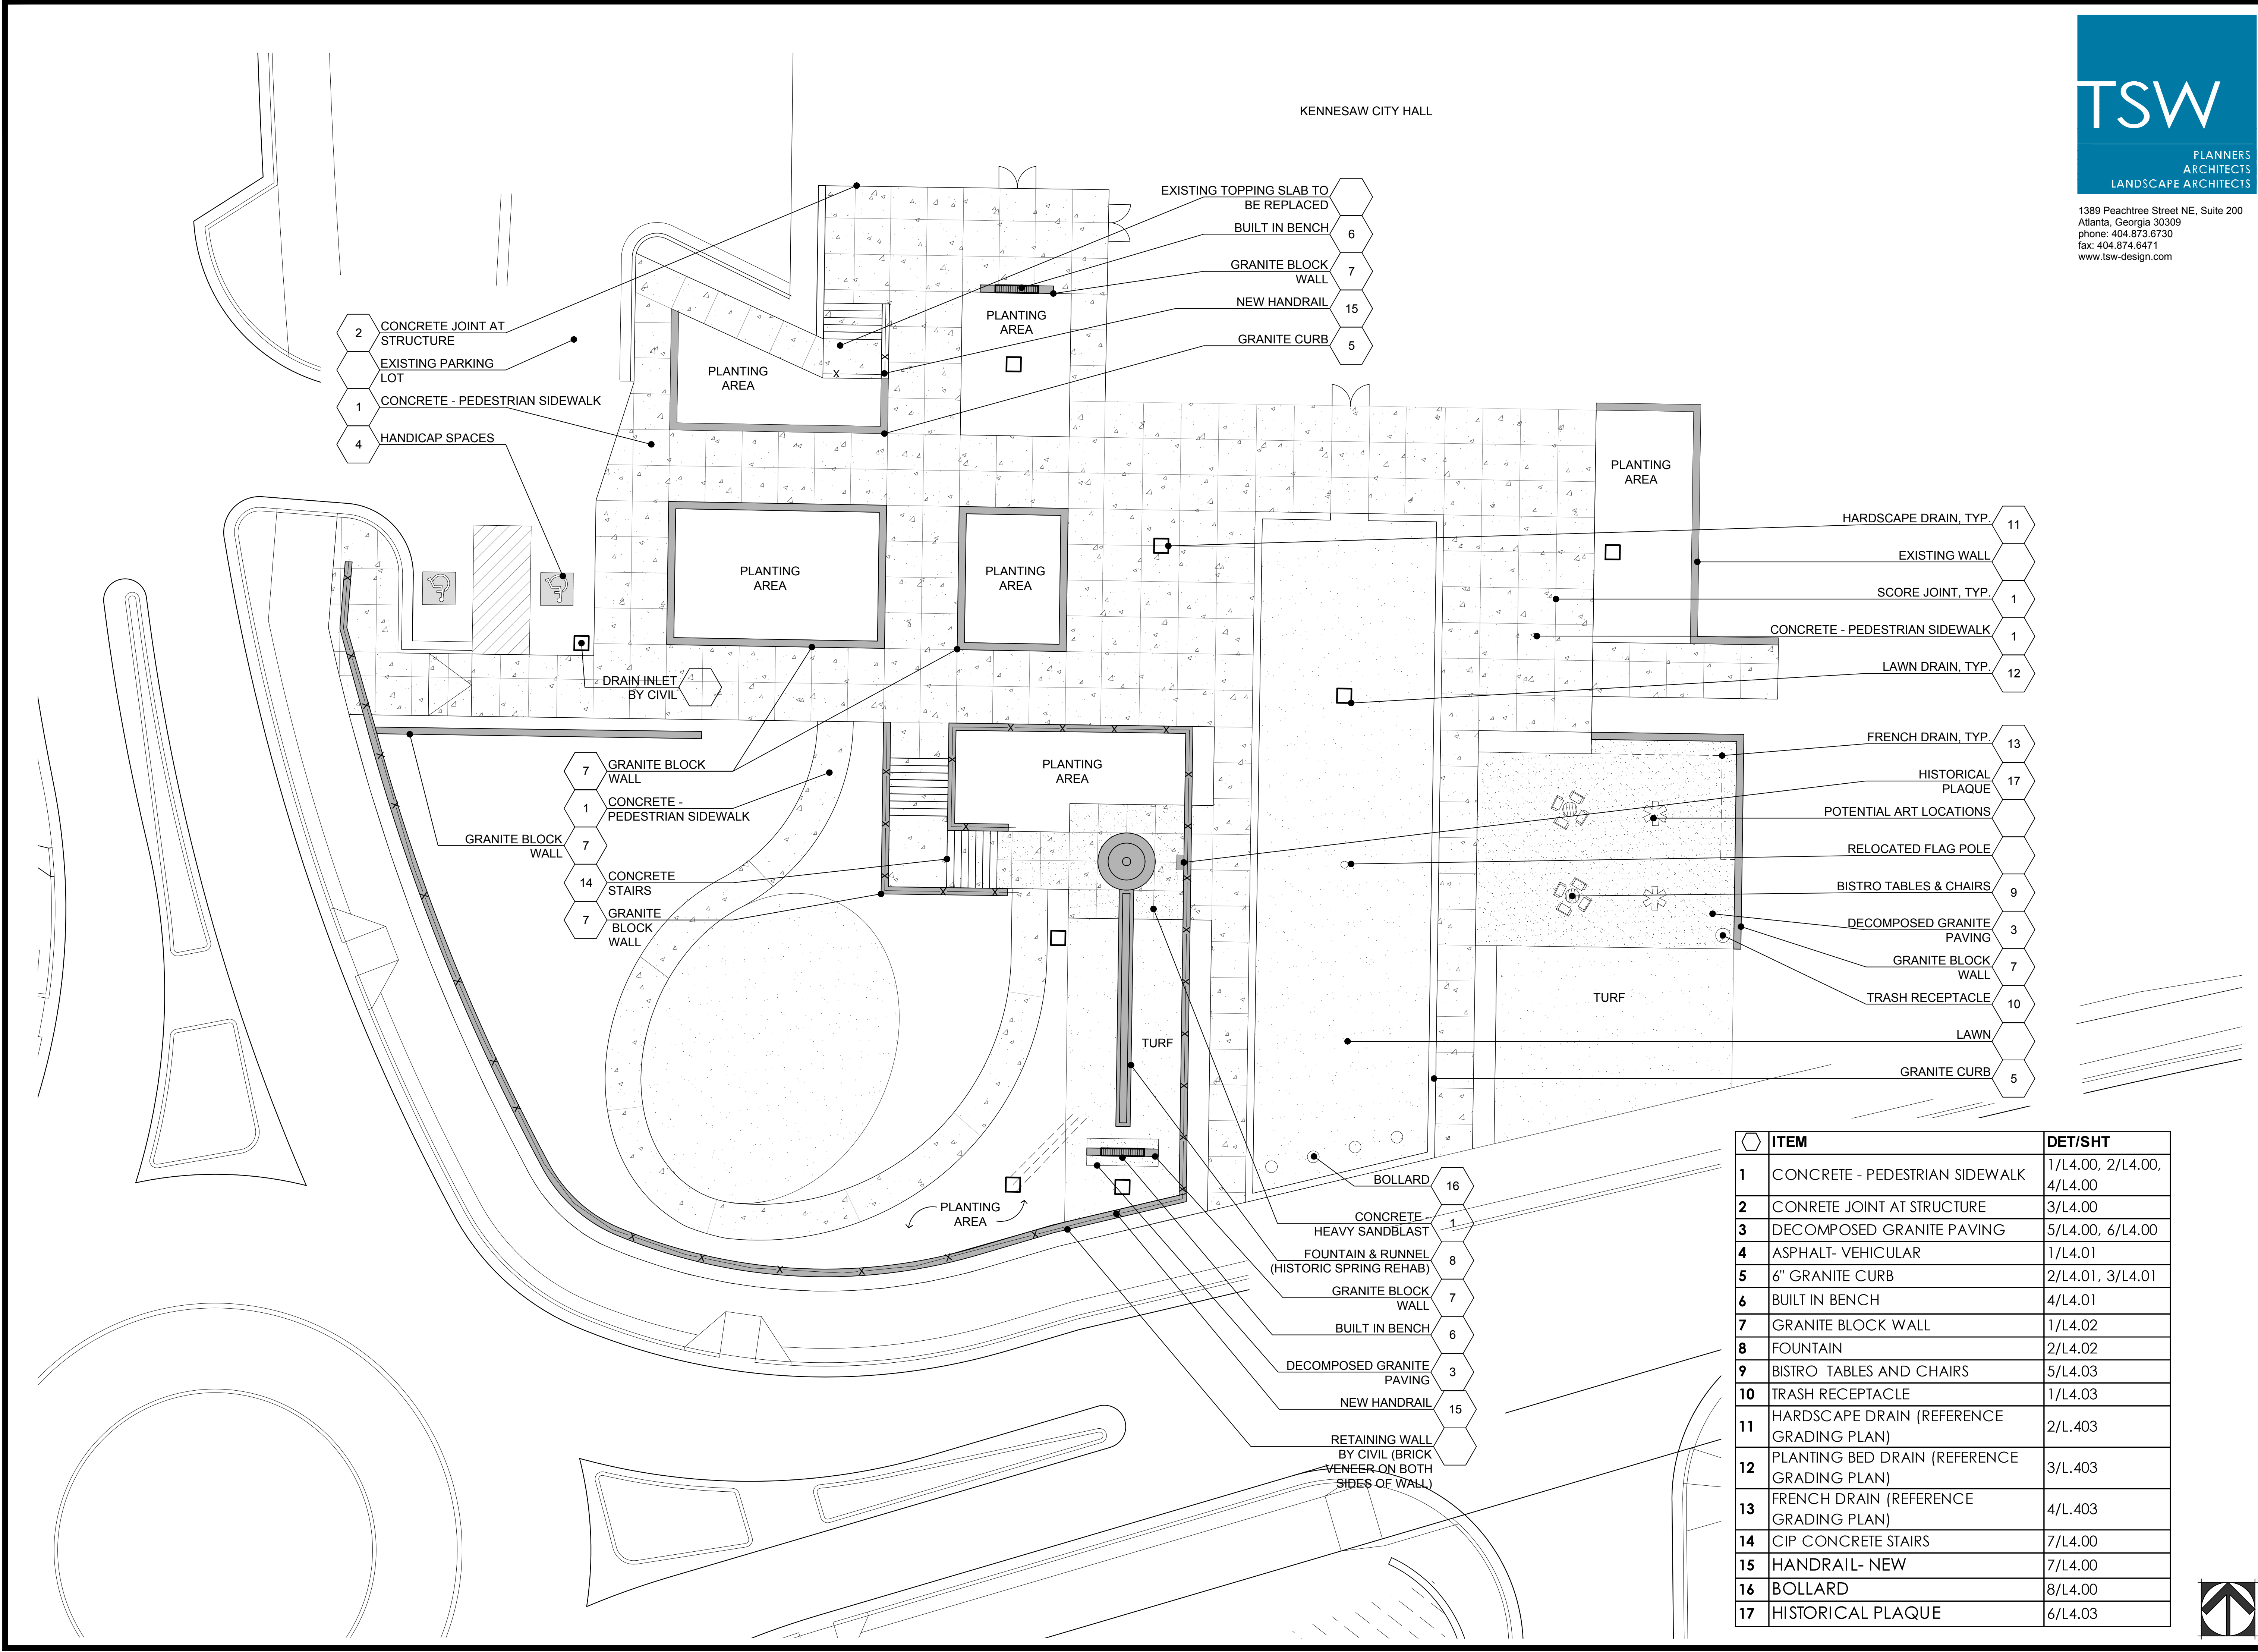 KENNESAW CITY HALL
TSW
PLANNERS
ARCHITECTS
LANDSCAPE ARCHITECTS
1389 Peachtree Street NE, Suite 200
Atlanta, Georgia 30309
phone: 404.873.6730
fax: 404.874.6471
www.tsw-design.com
EXISTING TOPPING SLAB TO
BE REPLACED
BUILT IN BENCH 6
GRANITE BLOCK
WALL 7
NEW HANDRAIL 15
GRANITE CURB 5
2 CONCRETE JOINT AT
STRUCTURE
EXISTING PARKING
LOT
1 CONCRETE - PEDESTRIAN SIDEWALK
4 HANDICAP SPACES
PLANTING
AREA
PLANTING
AREA
PLANTING
AREA
PLANTING
AREA
PLANTING
AREA
HARDSCAPE DRAIN, TYP. 11
EXISTING WALL
SCORE JOINT, TYP. 1
CONCRETE - PEDESTRIAN SIDEWALK 1
LAWN DRAIN, TYP. 12
DRAIN INLET
BY CIVIL
7 GRANITE BLOCK
WALL
1 CONCRETE -
PEDESTRIAN SIDEWALK
GRANITE BLOCK
WALL 7
14 CONCRETE
STAIRS
7 GRANITE
BLOCK
WALL
PLANTING
AREA
FRENCH DRAIN, TYP. 13
HISTORICAL
PLAQUE 17
POTENTIAL ART LOCATIONS
RELOCATED FLAG POLE
BISTRO TABLES & CHAIRS 9
DECOMPOSED GRANITE
PAVING 3
GRANITE BLOCK
WALL 7
TRASH RECEPTACLE 10
LAWN
GRANITE CURB 5
TURF
TURF
PLANTING
AREA
BOLLARD 16
CONCRETE -
HEAVY SANDBLAST 1
FOUNTAIN & RUNNEL
(HISTORIC SPRING REHAB) 8
GRANITE BLOCK
WALL 7
BUILT IN BENCH 6
DECOMPOSED GRANITE
PAVING 3
NEW HANDRAIL 15
RETAINING WALL
BY CIVIL (BRICK
VENEER ON BOTH
SIDES OF WALL)
ITEM DET/SHT
1 CONCRETE - PEDESTRIAN SIDEWALK 1/L4.00, 2/L4.00,
4/L4.00
2 CONRETE JOINT AT STRUCTURE 3/L4.00
3 DECOMPOSED GRANITE PAVING 5/L4.00, 6/L4.00
4 ASPHALT- VEHICULAR 1/L4.01
5 6" GRANITE CURB 2/L4.01, 3/L4.01
6 BUILT IN BENCH 4/L4.01
7 GRANITE BLOCK WALL 1/L4.02
8 FOUNTAIN 2/L4.02
9 BISTRO TABLES AND CHAIRS 5/L4.03
10 TRASH RECEPTACLE 1/L4.03
11 HARDSCAPE DRAIN (REFERENCE
GRADING PLAN) 2/L.403
12 PLANTING BED DRAIN (REFERENCE
GRADING PLAN) 3/L.403
13 FRENCH DRAIN (REFERENCE
GRADING PLAN) 4/L.403
14 CIP CONCRETE STAIRS 7/L4.00
15 HANDRAIL- NEW 7/L4.00
16 BOLLARD 8/L4.00
17 HISTORICAL PLAQUE 6/L4.03